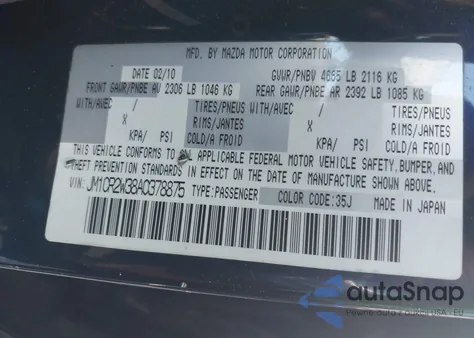 MFD. BY MAZDA MOTOR CORPORATION
DATE 02/10 GVWR/PNBV 4665 LB 2116 KG
FRONT GAWR/PNBE AV 2306 LB 1046 KG REAR GAWR/PNBE AR 2392 LB 1085 KG
WITH/AVEC / TIRES/PNEUS WITH/AVEC / TIRES/PNEUS
X RIMS/JANTES X RIMS/JANTES
KPA/ PSI COLD/A FROID KPA/ PSI COLD/A FROID
THIS VEHICLE CONFORMS TO APPLICABLE FEDERAL MOTOR VEHICLE SAFETY, BUMPER, AND
THEFT PREVENTION STANDARDS IN EFFECT ON THE DATE OF MANUFACTURE SHOWN ABOVE.
VIN: JM1CR2W38A0378875 TYPE:PASSENGER COLOR CODE:35J MADE IN JAPAN
autoSnap